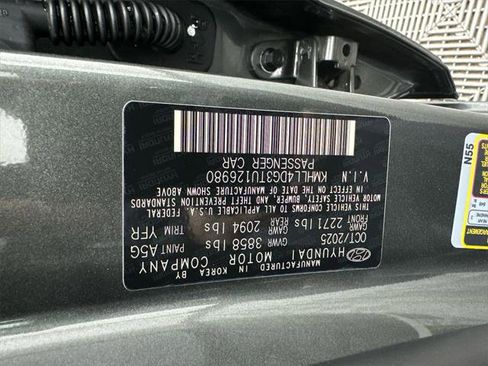 MANUFACTURED IN KOREA BY
HYUNDAI MOTOR COMPANY
OCT/2025 GVWR 3858 lbs PAINT A5G
GAWR FRONT 2271 lbs GAWR REAR 2094 lbs TRIM YFR
THIS VEHICLE CONFORMS TO ALL APPLICABLE U.S.A. FEDERAL
MOTOR VEHICLE SAFETY, BUMPER, AND THEFT PREVENTION STANDARDS
IN EFFECT ON THE DATE OF MANUFACTURE SHOWN ABOVE.
V.I.N KMHLL4DG3TU126980
PASSENGER CAR
N55